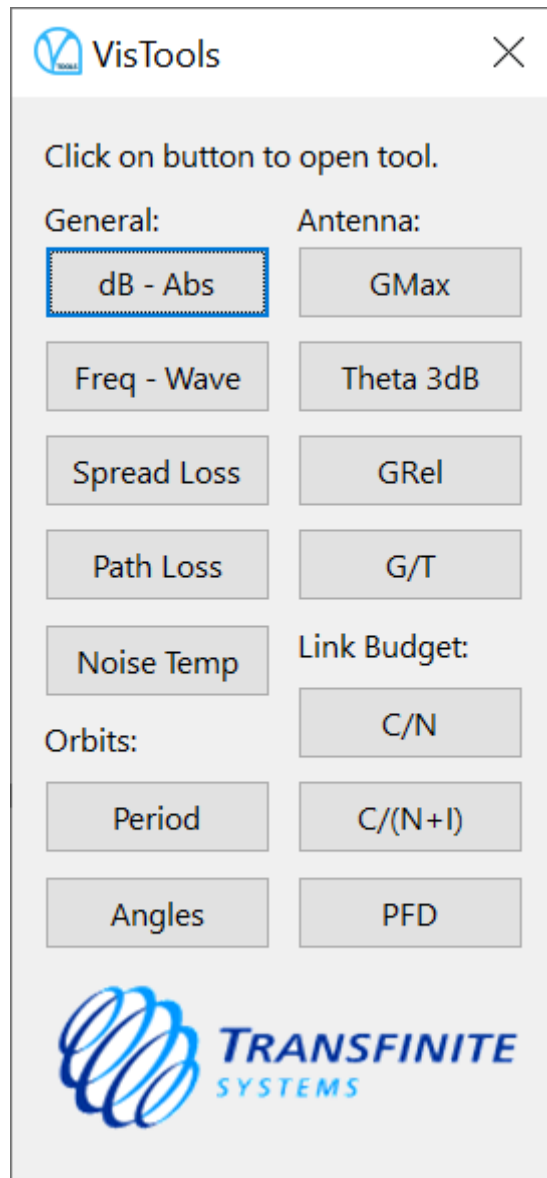 VisTools
Click on button to open tool.
General:
dB - Abs
Freq - Wave
Spread Loss
Path Loss
Noise Temp
Orbits:
Period
Angles
Antenna:
GMax
Theta 3dB
GRel
G/T
Link Budget:
C/N
C/(N+I)
PFD
TRANSFINITE
SYSTEMS